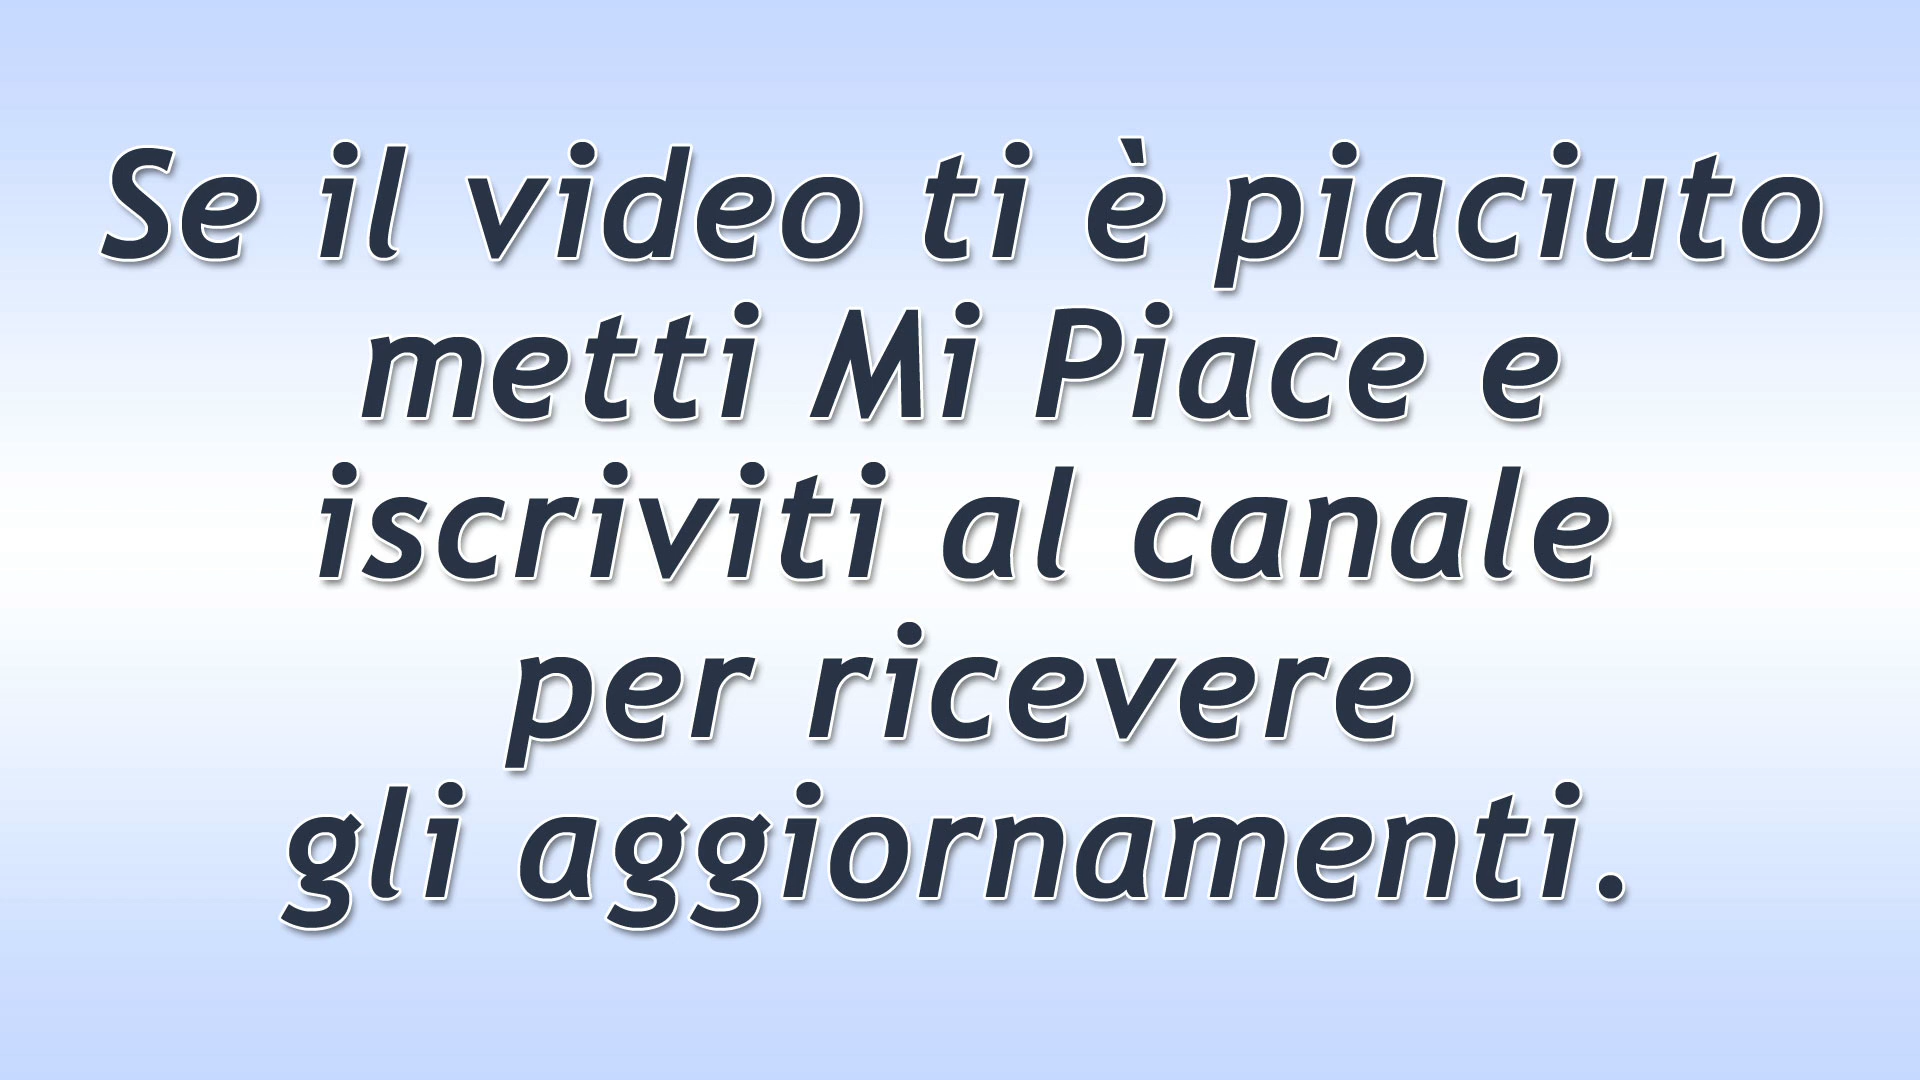 Se il video ti è piaciuto
metti Mi Piace e
iscriviti al canale
per ricevere
gli aggiornamenti.